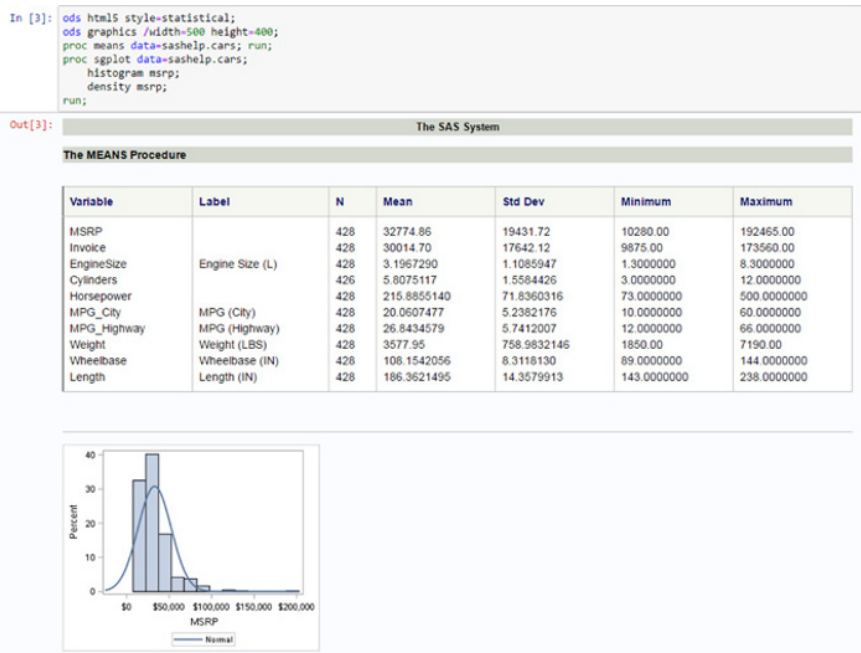 In [3]: ods html5 style=statistical;
ods graphics /width=500 height=400;
proc means data=sashelp.cars; run;
proc sgplot data=sashelp.cars;
histogram msrp;
density msrp;
run;
Out[3]: The SAS System
The MEANS Procedure
Variable Label N Mean Std Dev Minimum Maximum
MSRP 428 32774.86 19431.72 10280.00 192465.00
Invoice 428 30014.70 17642.12 9875.00 173560.00
EngineSize Engine Size (L) 428 3.1967290 1.1085947 1.3000000 8.3000000
Cylinders 426 5.8075117 1.5584426 3.0000000 12.0000000
Horsepower 428 215.8855140 71.8360316 73.0000000 500.0000000
MPG_City MPG (City) 428 20.0607477 5.2382176 10.0000000 60.0000000
MPG_Highway MPG (Highway) 428 26.8434579 5.7412007 12.0000000 66.0000000
Weight Weight (LBS) 428 3577.95 758.9832146 1850.00 7190.00
Wheelbase Wheelbase (IN) 428 108.1542056 8.3118130 89.0000000 144.0000000
Length Length (IN) 428 186.3621495 14.3579913 143.0000000 238.0000000
40
30
20
10
0
Percent
$0 $50,000 $100,000 $150,000 $200,000
MSRP
Normal